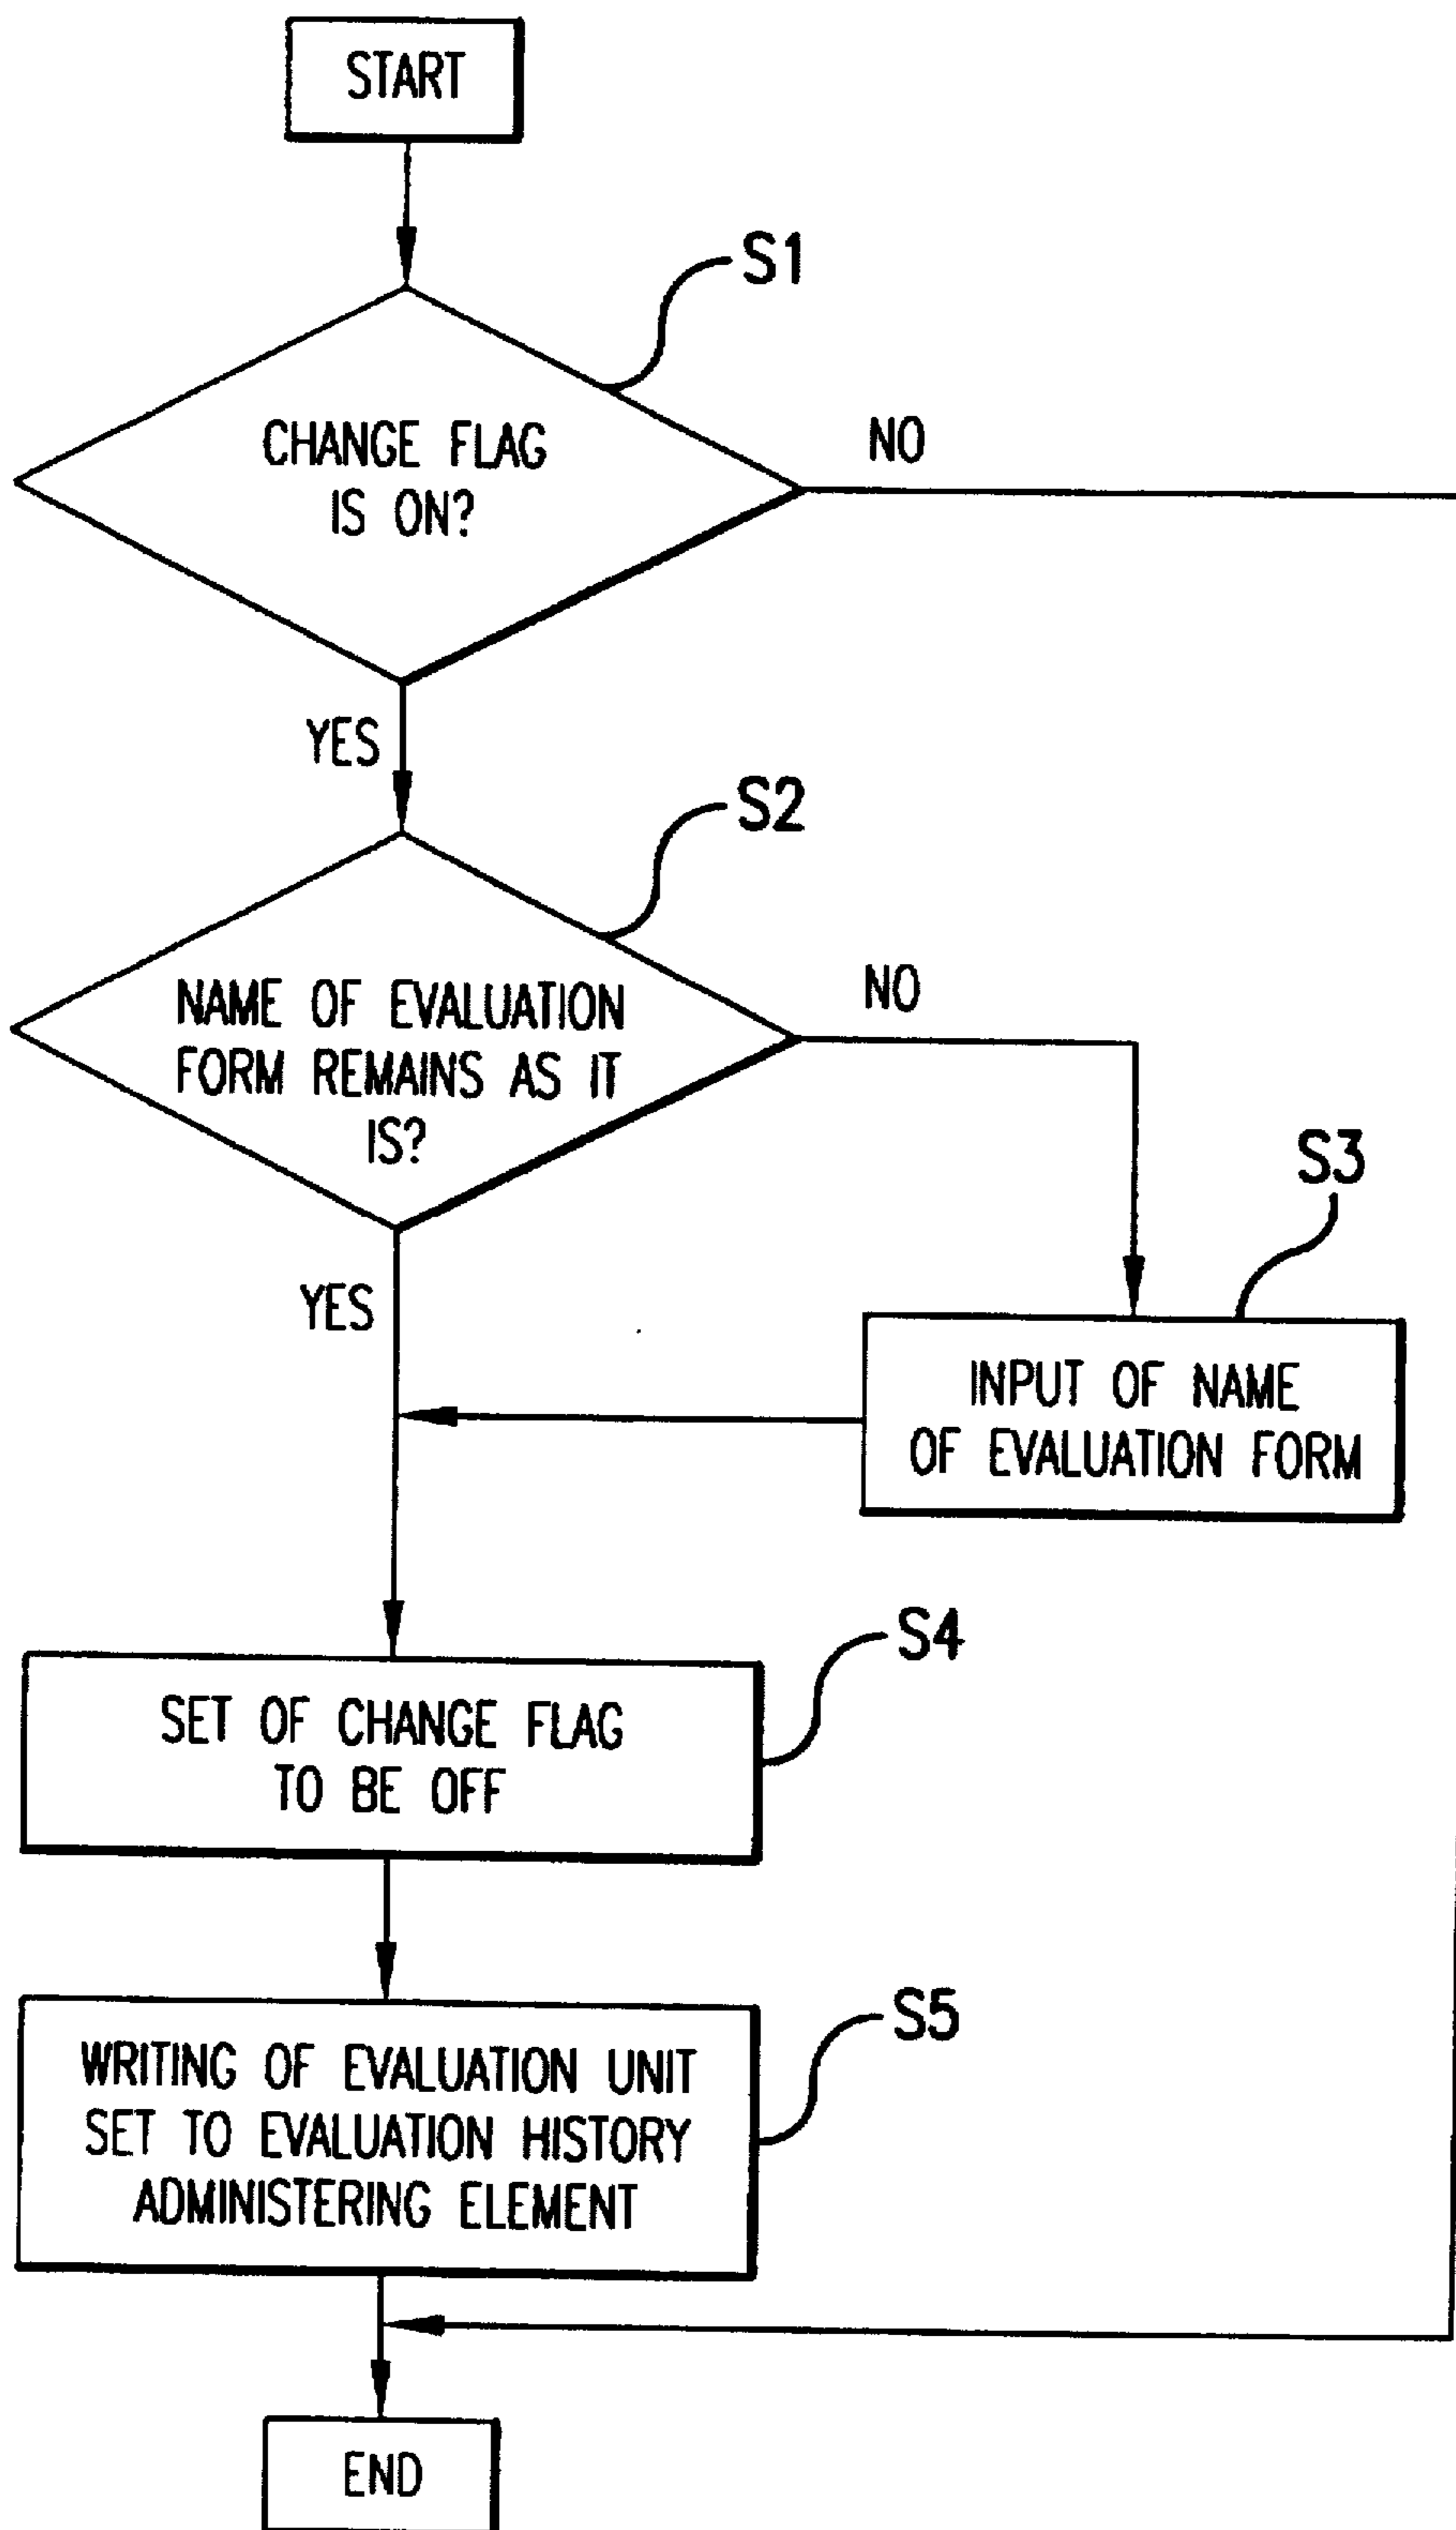 START
S1
CHANGE FLAG
IS ON?
NO
YES
S2
NAME OF EVALUATION
FORM REMAINS AS IT
IS?
NO
YES
S3
INPUT OF NAME
OF EVALUATION FORM
S4
SET OF CHANGE FLAG
TO BE OFF
S5
WRITING OF EVALUATION UNIT
SET TO EVALUATION HISTORY
ADMINISTERING ELEMENT
END